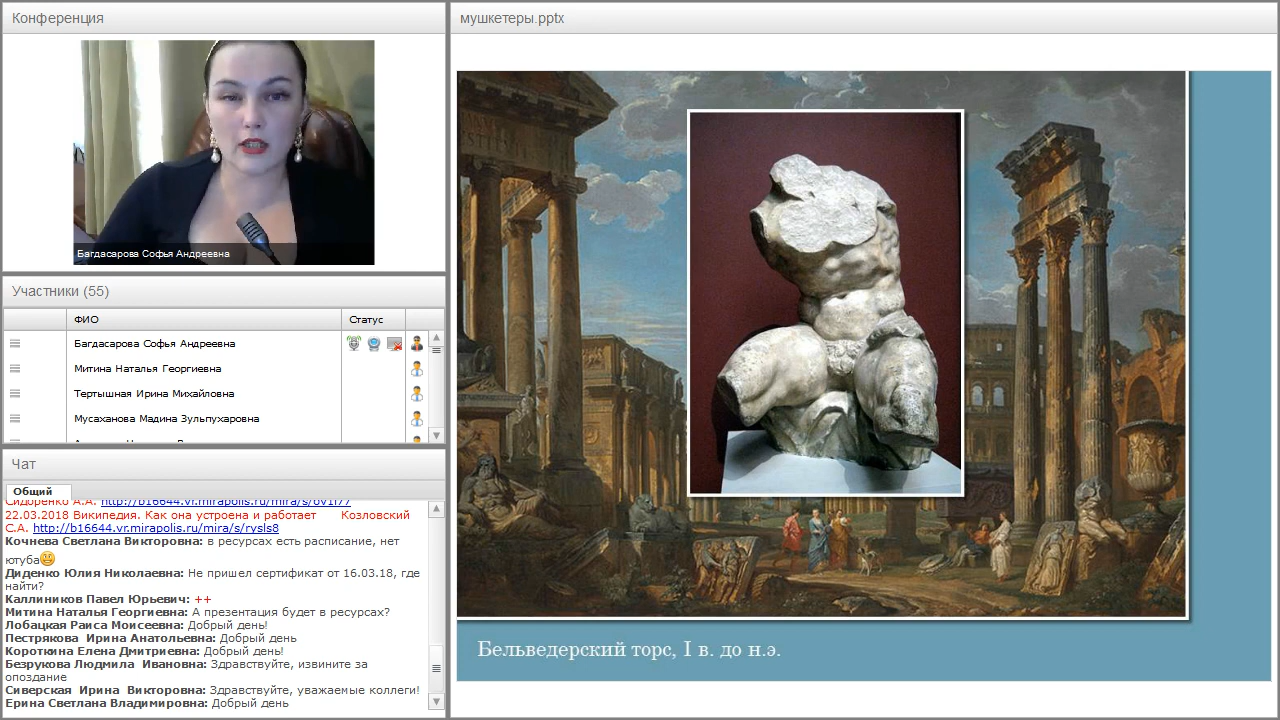 Конференция
Багдасарова Софья Андреевна
Участники (55)
ФИО
Статус
Багдасарова Софья Андреевна
Митина Наталья Георгиевна
Тертышная Ирина Михайловна
Мусаханова Мадина Зульпухаровна
Чат
Общий
Сидоренко А.А. http://b16644.vr.mirapolis.ru/mira/s/ov1f77
22.03.2018 Википедия. Как она устроена и работает Козловский
С.А. http://b16644.vr.mirapolis.ru/mira/s/rysls8
Кочнева Светлана Викторовна: в ресурсах есть расписание, нет
ютуба
Диденко Юлия Николаевна: Не пришел сертификат от 16.03.18, где
найти?
Каллиников Павел Юрьевич: ++
Митина Наталья Георгиевна: А презентация будет в ресурсах?
Лобацкая Раиса Моисеевна: Добрый день!
Пестрякова Ирина Анатольевна: Добрый день
Короткина Елена Дмитриевна: Добрый день!
Безрукова Людмила Ивановна: Здравствуйте, извините за
опоздание
Сиверская Ирина Викторовна: Здравствуйте, уважаемые коллеги!
Ерина Светлана Владимировна: Добрый день
мушкетеры.pptx
Бельведерский торс, I в. до н.э.